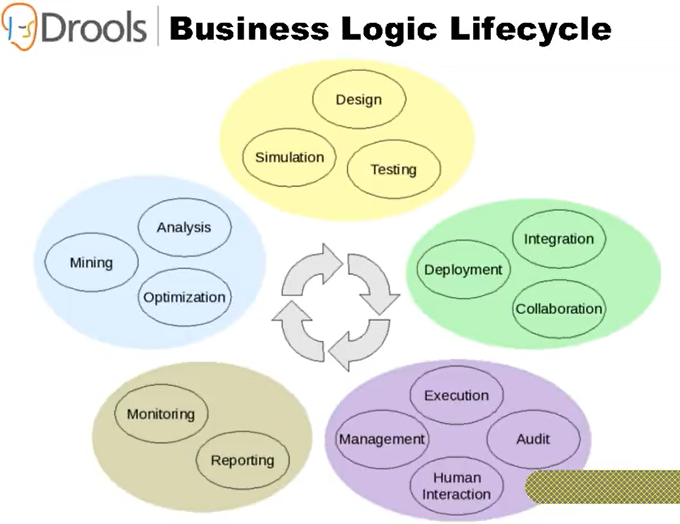 Drools Business Logic Lifecycle
Design
Simulation
Testing
Analysis
Mining
Optimization
Integration
Deployment
Collaboration
Monitoring
Reporting
Execution
Management
Audit
Human
Interaction